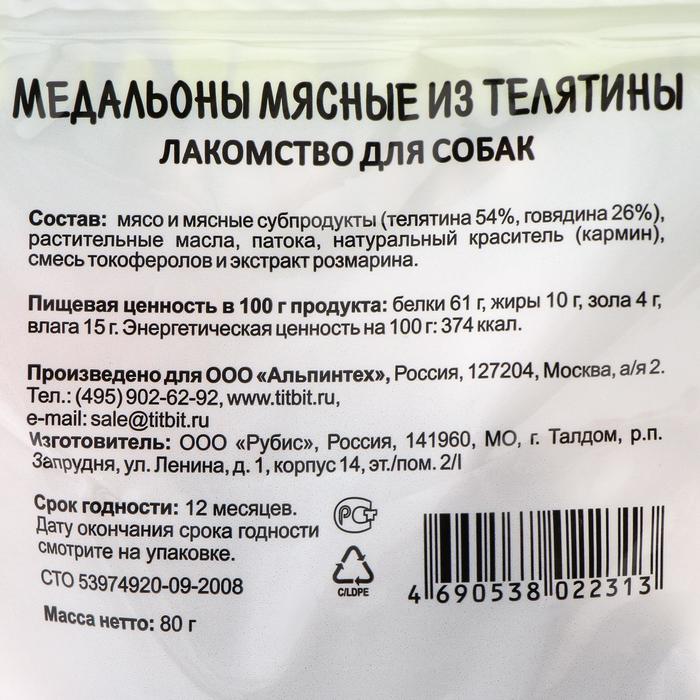 МЕДАЛЬОНЫ МЯСНЫЕ ИЗ ТЕЛЯТИНЫ
ЛАКОМСТВО ДЛЯ СОБАК
Состав: мясо и мясные субпродукты (телятина 54%, говядина 26%),
растительные масла, патока, натуральный краситель (кармин),
смесь токоферолов и экстракт розмарина.
Пищевая ценность в 100 г продукта: белки 61 г, жиры 10 г, зола 4 г,
влага 15 г. Энергетическая ценность на 100 г: 374 ккал.
Произведено для ООО «Альпинтех», Россия, 127204, Москва, а/я 2.
Тел.: (495) 902-62-92, www.titbit.ru,
e-mail: sale@titbit.ru
Изготовитель: ООО «Рубис», Россия, 141960, МО, г. Талдом, р.п.
Запрудня, ул. Ленина, д. 1, корпус 14, эт./пом. 2/I
Срок годности: 12 месяцев.
Дату окончания срока годности
смотрите на упаковке.
СТО 53974920-09-2008
Масса нетто: 80 г
РСТ
C/LDPE
4 690538 022313